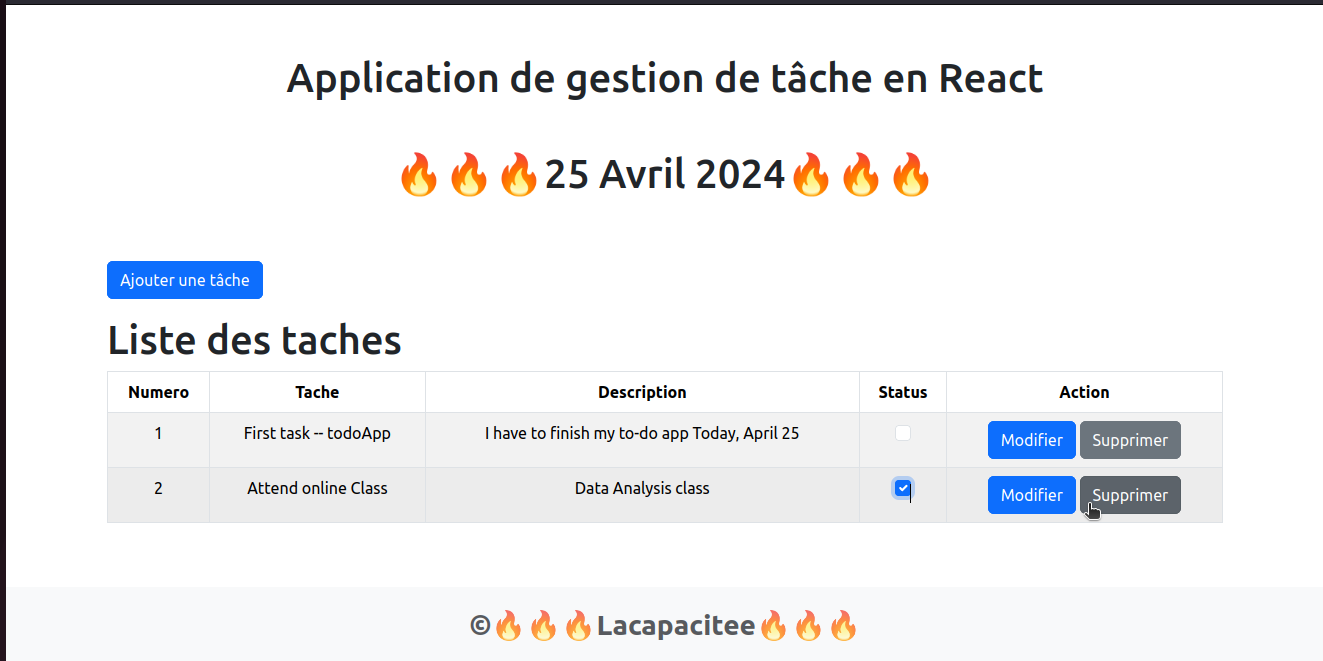 Application de gestion de tâche en React
🔥🔥🔥25 Avril 2024🔥🔥🔥
Ajouter une tâche
Liste des taches
Numero Tache Description Status Action
1 First task -- todoApp I have to finish my to-do app Today, April 25 Modifier Supprimer
2 Attend online Class Data Analysis class Modifier Supprimer
©🔥🔥🔥Lacapacitee🔥🔥🔥